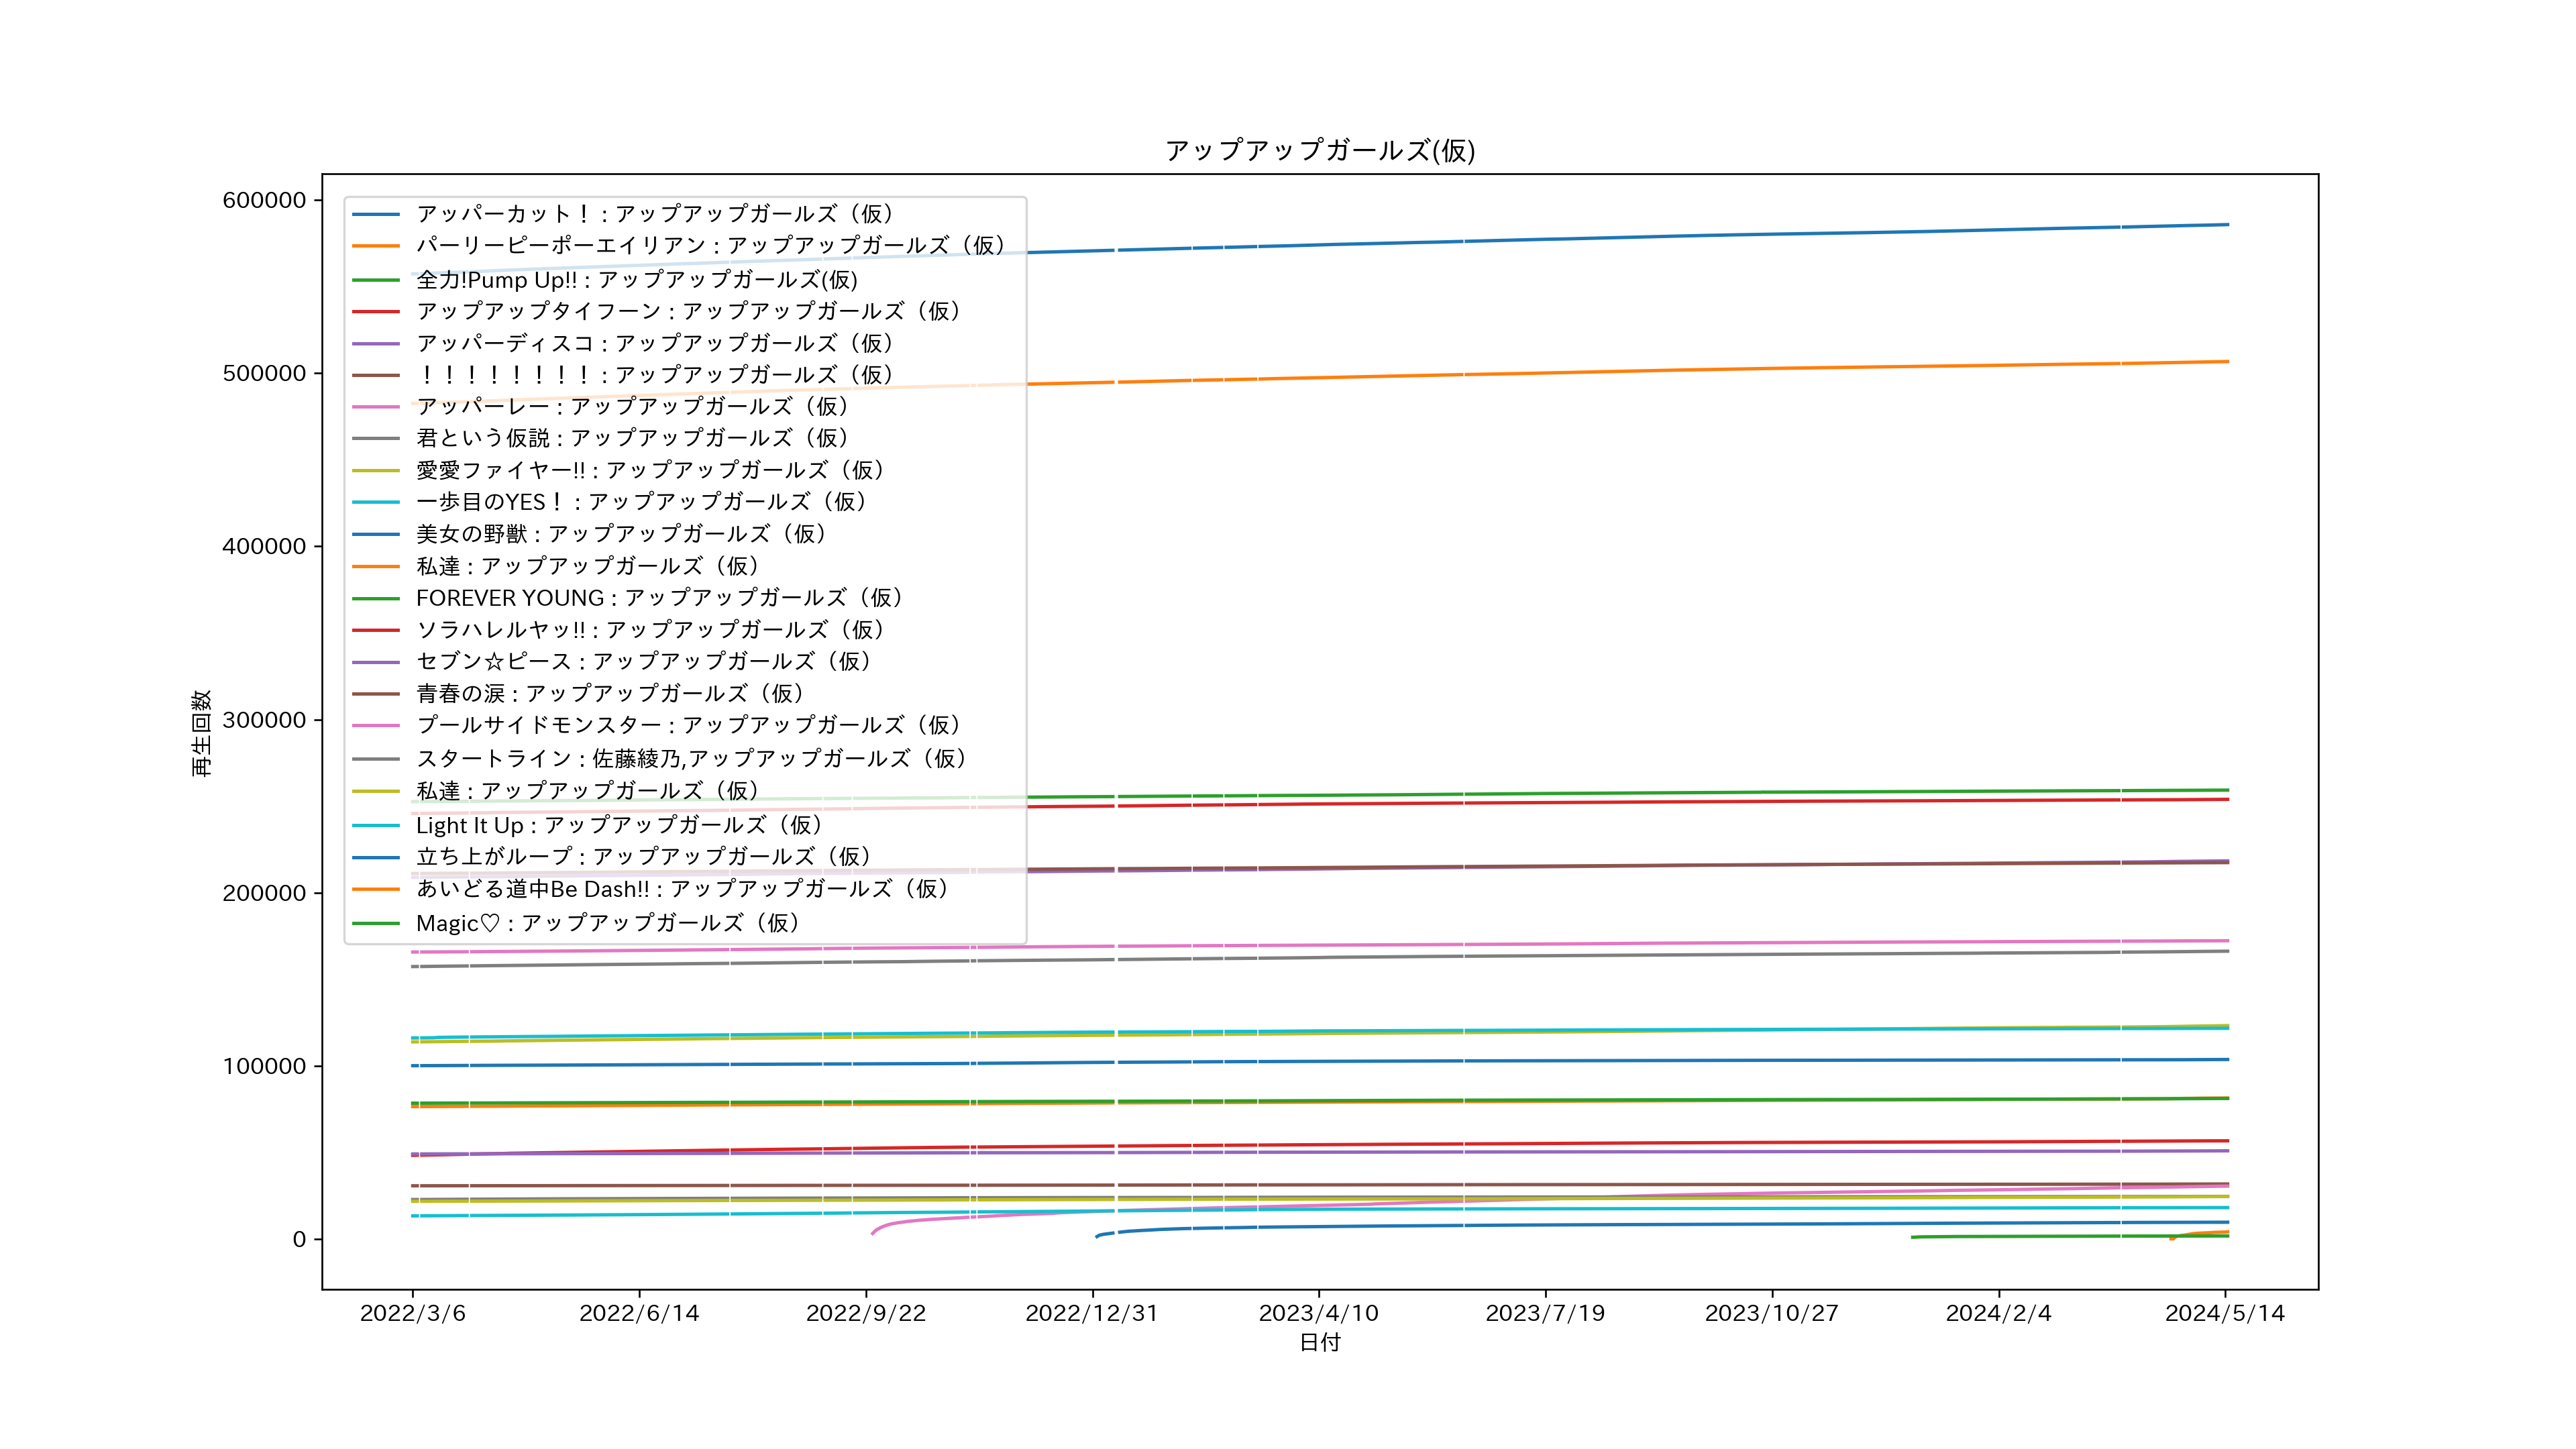 アップアップガールズ(仮)
600000
500000
400000
300000
200000
100000
0
再生回数
アッパーカット！ : アップアップガールズ（仮）
パーリーピーポーエイリアン : アップアップガールズ（仮）
全力!Pump Up!! : アップアップガールズ(仮)
アップアップタイフーン : アップアップガールズ（仮）
アッパーディスコ : アップアップガールズ（仮）
！！！！！！！！ : アップアップガールズ（仮）
アッパーレー : アップアップガールズ（仮）
君という仮説 : アップアップガールズ（仮）
愛愛ファイヤー!! : アップアップガールズ（仮）
一歩目のYES！ : アップアップガールズ（仮）
美女の野獣 : アップアップガールズ（仮）
私達 : アップアップガールズ（仮）
FOREVER YOUNG : アップアップガールズ（仮）
ソラハレルヤッ!! : アップアップガールズ（仮）
セブン☆ピース : アップアップガールズ（仮）
青春の涙 : アップアップガールズ（仮）
プールサイドモンスター : アップアップガールズ（仮）
スタートライン : 佐藤綾乃,アップアップガールズ（仮）
私達 : アップアップガールズ（仮）
Light It Up : アップアップガールズ（仮）
立ち上がループ : アップアップガールズ（仮）
あいどる道中Be Dash!! : アップアップガールズ（仮）
Magic♡ : アップアップガールズ（仮）
2022/3/6 2022/6/14 2022/9/22 2022/12/31 2023/4/10 2023/7/19 2023/10/27 2024/2/4 2024/5/14
日付